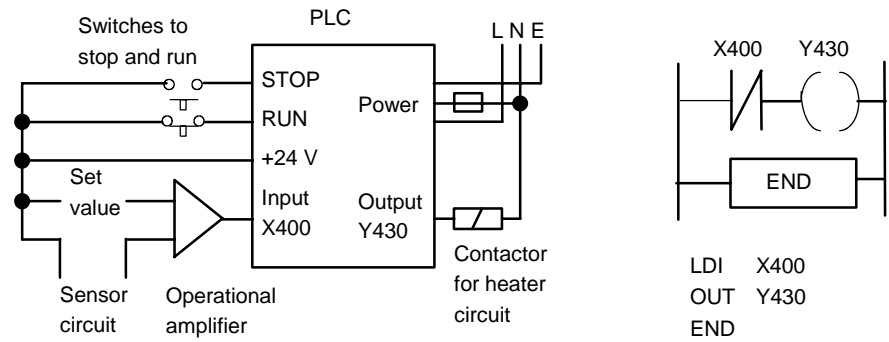 Switches to
stop and run
PLC
L N E
STOP
RUN
+24 V
Power
Set
value
Input
X400
Output
Y430
Sensor
circuit
Operational
amplifier
Contactor
for heater
circuit
X400 Y430
END
LDI X400
OUT Y430
END